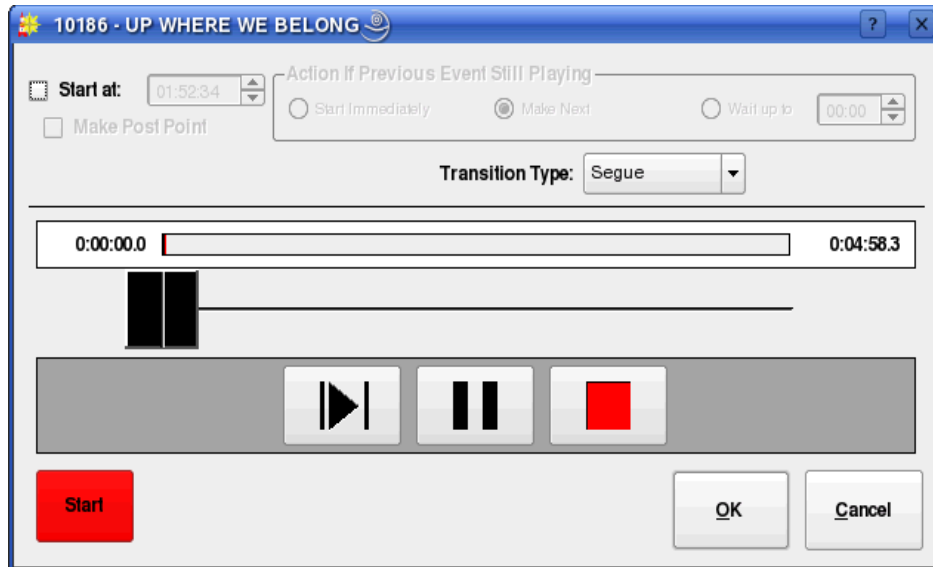 10186 - UP WHERE WE BELONG
?
Start at: 01:52:34
Action If Previous Event Still Playing
Start Immediately Make Next Wait up to 00:00
Make Post Point
Transition Type: Segue
0:00:00.0 0:04:58.3
Start OK Cancel